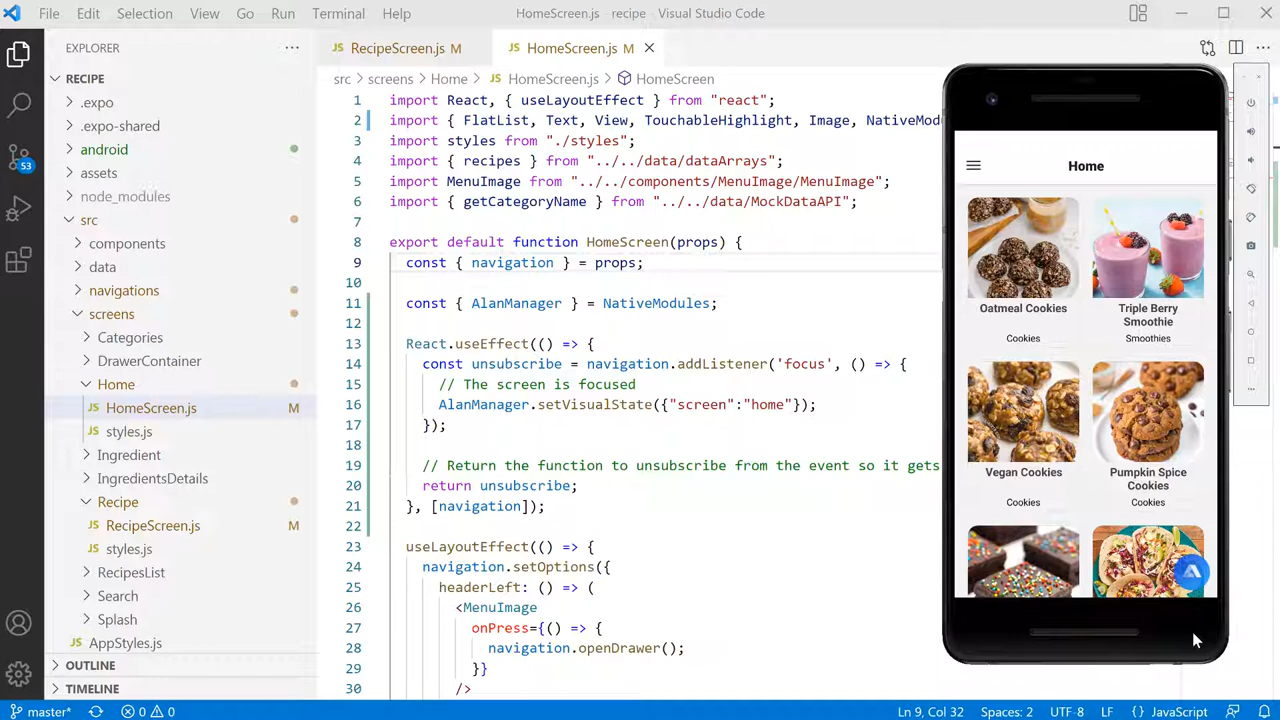 File Edit Selection View Go Run Terminal Help
HomeScreen.js - recipe - Visual Studio Code
EXPLORER
RECIPE
.expo
.expo-shared
android
assets
node_modules
src
components
data
navigations
screens
Categories
DrawerContainer
Home
HomeScreen.js M
styles.js
Ingredient
IngredientsDetails
Recipe
RecipeScreen.js M
styles.js
RecipesList
Search
Splash
AppStyles.js
OUTLINE
TIMELINE
53
RecipeScreen.js M
HomeScreen.js M
src > screens > Home > HomeScreen.js > HomeScreen
1 import React, { useLayoutEffect } from "react";
2 import { FlatList, Text, View, TouchableHighlight, Image, NativeModu
3 import styles from "./styles";
4 import { recipes } from "../../data/dataArrays";
5 import MenuImage from "../../components/MenuImage/MenuImage";
6 import { getCategoryName } from "../../data/MockDataAPI";
7
8 export default function HomeScreen(props) {
9 const { navigation } = props;
10
11 const { AlanManager } = NativeModules;
12
13 React.useEffect(() => {
14 const unsubscribe = navigation.addListener('focus', () => {
15 // The screen is focused
16 AlanManager.setVisualState({"screen":"home"});
17 });
18
19 // Return the function to unsubscribe from the event so it gets
20 return unsubscribe;
21 }, [navigation]);
22
23 useLayoutEffect(() => {
24 navigation.setOptions({
25 headerLeft: () => (
26 <MenuImage
27 onPress={() => {
28 navigation.openDrawer();
29 }}
30 />
Home
Oatmeal Cookies
Cookies
Triple Berry
Smoothie
Smoothies
Vegan Cookies
Cookies
Pumpkin Spice
Cookies
Cookies
master* 0 0
Ln 9, Col 32 Spaces: 2 UTF-8 LF {} JavaScript